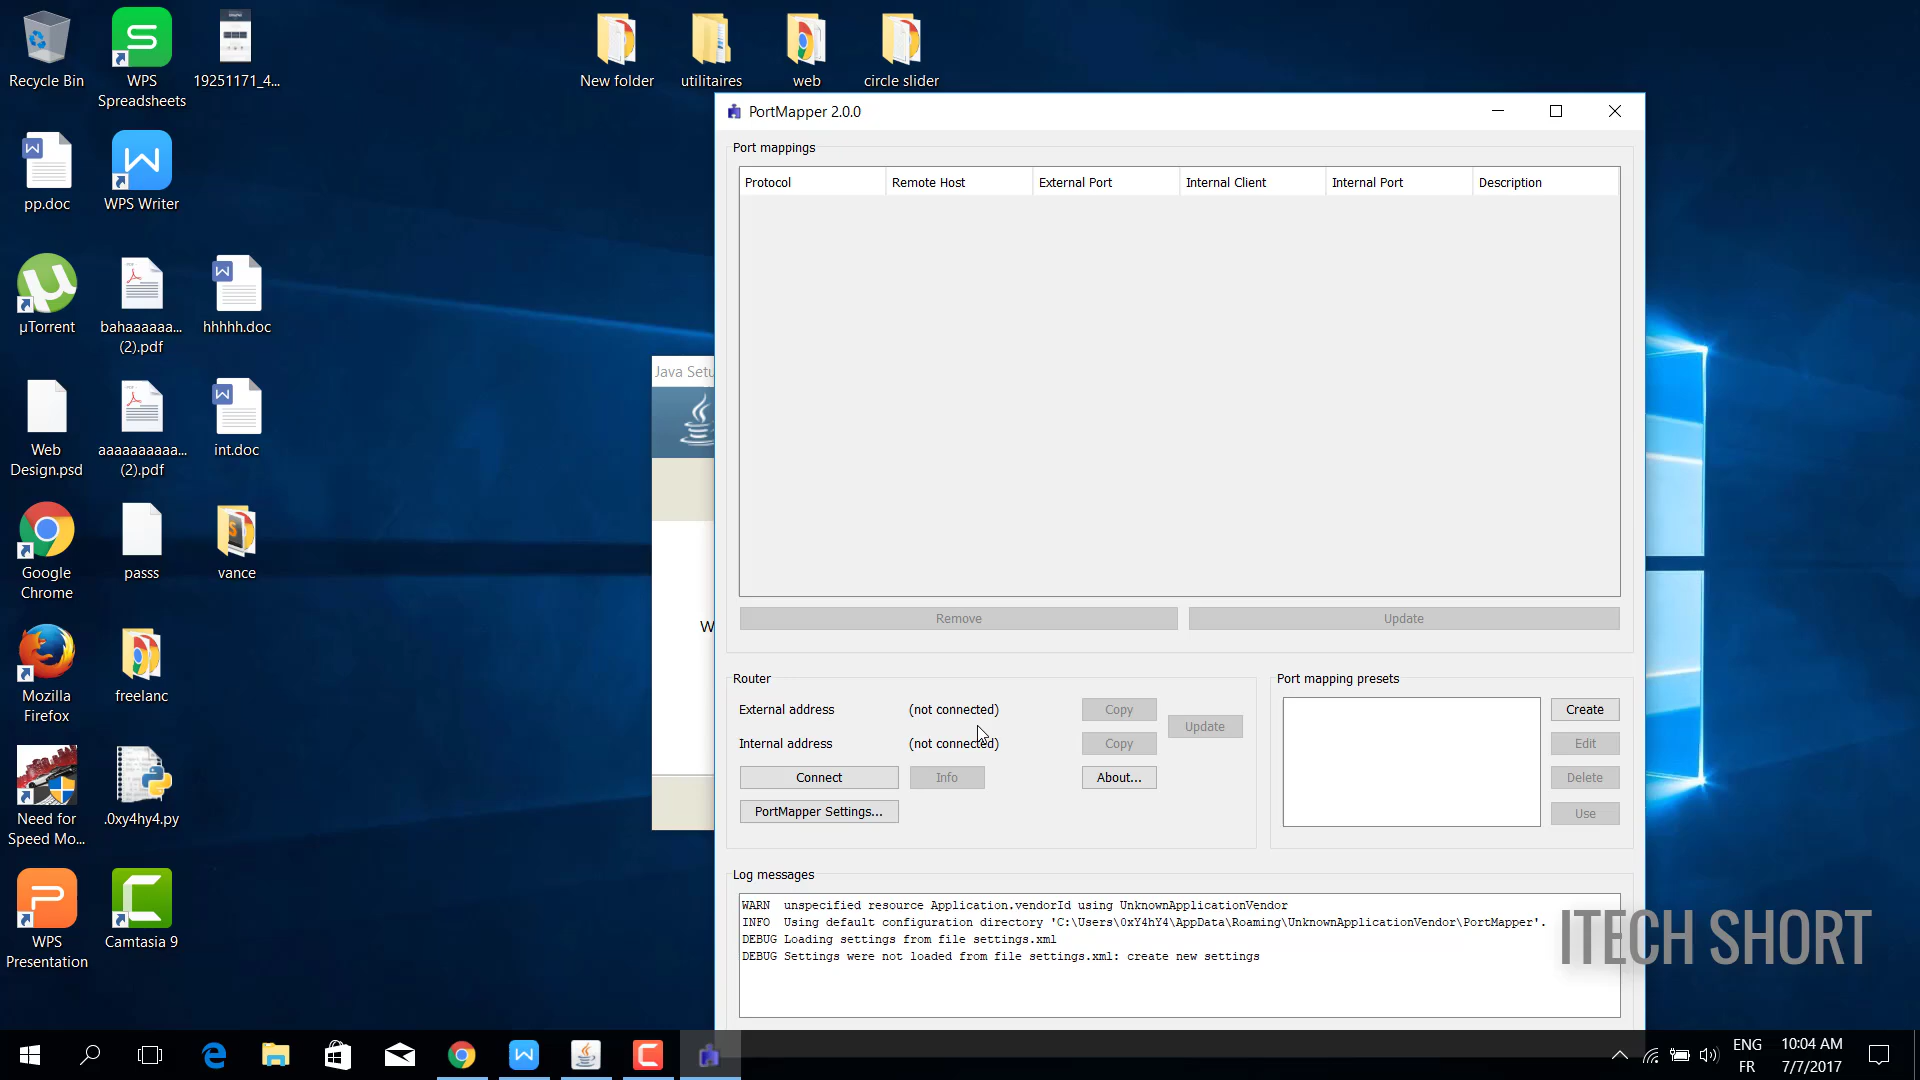 Recycle Bin
WPS
Spreadsheets
19251171_4...
New folder
utilitaires
web
circle slider
pp.doc
WPS Writer
µTorrent
bahaaaaaa...
(2).pdf
hhhhh.doc
Web
Design.psd
aaaaaaaaaa...
(2).pdf
int.doc
Google
Chrome
passs
vance
Mozilla
Firefox
freelanc
Need for
Speed Mo...
.0xy4hy4.py
WPS
Presentation
Camtasia 9
Java Setu
W
PortMapper 2.0.0
Port mappings
Protocol
Remote Host
External Port
Internal Client
Internal Port
Description
Remove
Update
Router
External address
(not connected)
Copy
Update
Internal address
(not connected)
Copy
Connect
Info
About...
PortMapper Settings...
Port mapping presets
Create
Edit
Delete
Use
Log messages
WARN unspecified resource Application.vendorId using UnknownApplicationVendor
INFO Using default configuration directory 'C:\Users\0xY4hY4\AppData\Roaming\UnknownApplicationVendor\PortMapper'.
DEBUG Loading settings from file settings.xml
DEBUG Settings were not loaded from file settings.xml: create new settings
ITECH SHORT
ENG
FR
10:04 AM
7/7/2017